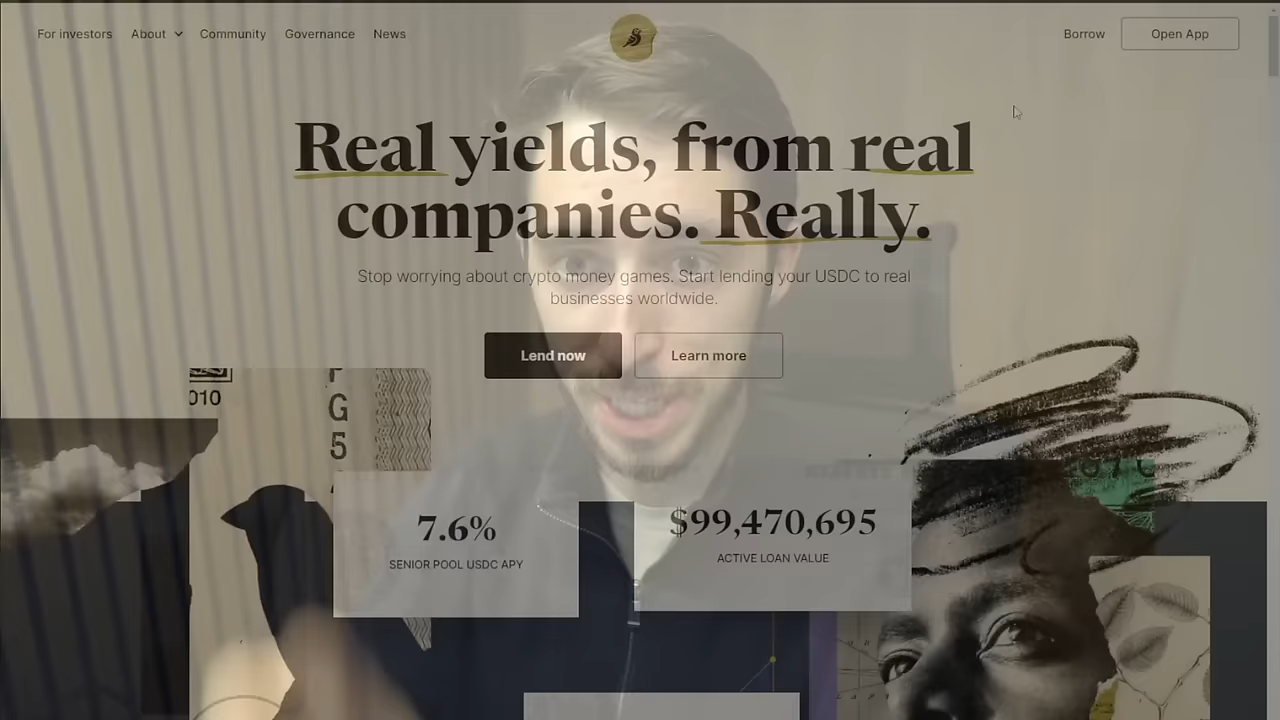 For investors About Community Governance News Borrow Open App
Real yields, from real
companies. Really.
Stop worrying about crypto money games. Start lending your USDC to real
businesses worldwide.
Lend now Learn more
010
G
5
7.6%
SENIOR POOL USDC APY
$99,470,695
ACTIVE LOAN VALUE